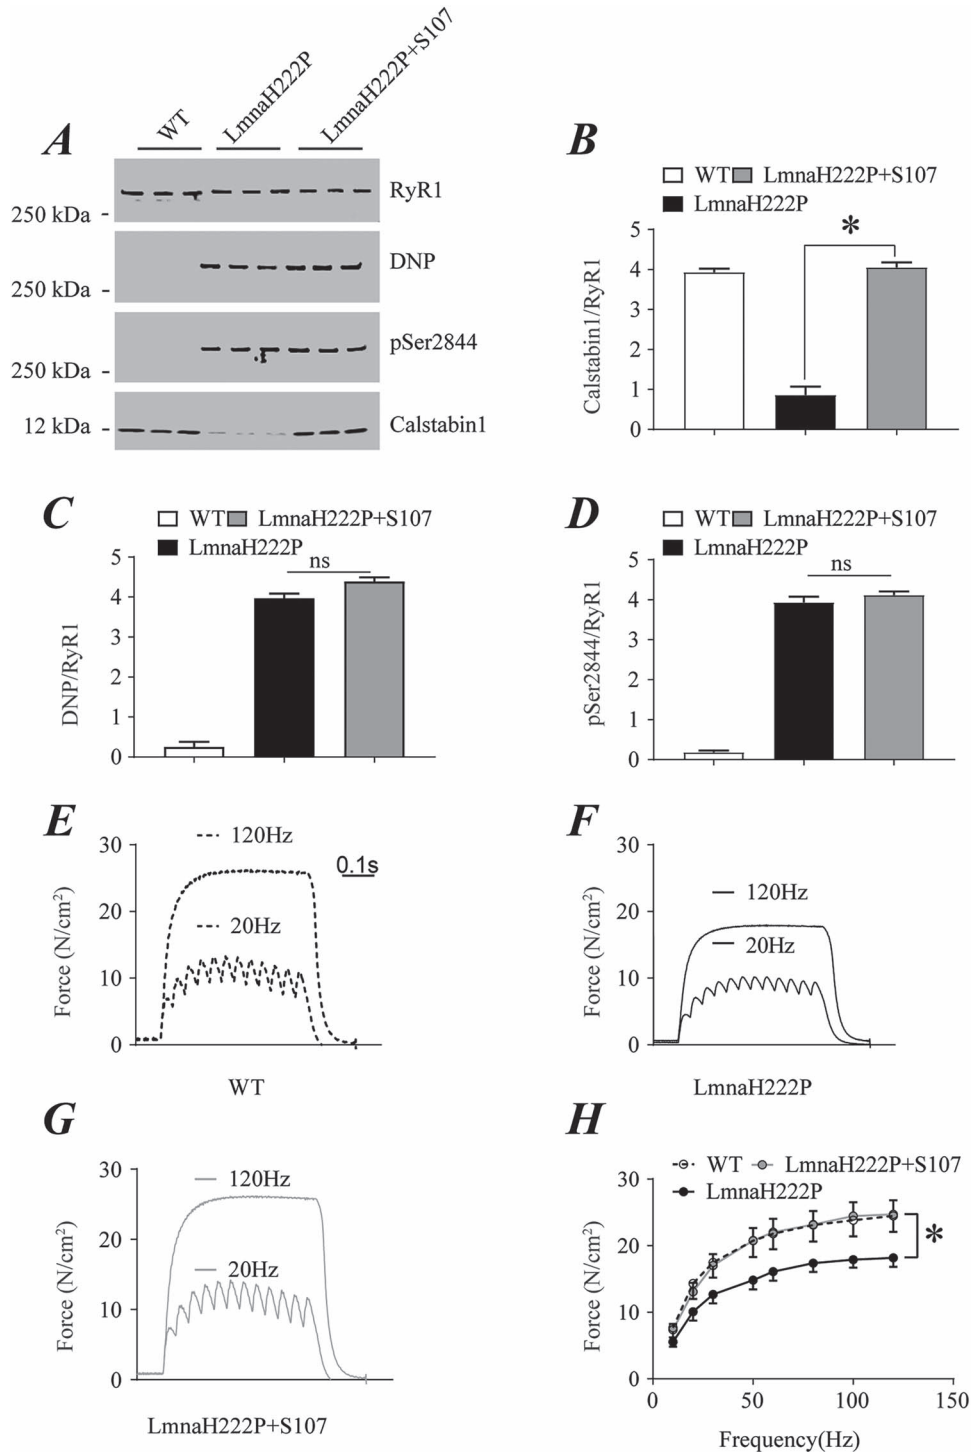 WT
LmnaH222P
LmnaH222P+S107
A
RyR1
250 kDa -
DNP
250 kDa -
pSer2844
250 kDa -
12 kDa -
Calstabin1
B
WT LmnaH222P+S107
LmnaH222P
Calstabin1/RyR1
5
4
3
2
1
0
*
C
WT LmnaH222P+S107
LmnaH222P
DNP/RyR1
5
4
3
2
1
0
ns
D
WT LmnaH222P+S107
LmnaH222P
pSer2844/RyR1
5
4
3
2
1
0
ns
E
Force (N/cm²)
30
20
10
0
120Hz
0.1s
20Hz
WT
F
Force (N/cm²)
30
20
10
0
120Hz
20Hz
LmnaH222P
G
Force (N/cm²)
30
20
10
0
120Hz
20Hz
LmnaH222P+S107
H
WT LmnaH222P+S107
LmnaH222P
Force (N/cm²)
30
20
10
0
*
0 50 100 150
Frequency(Hz)